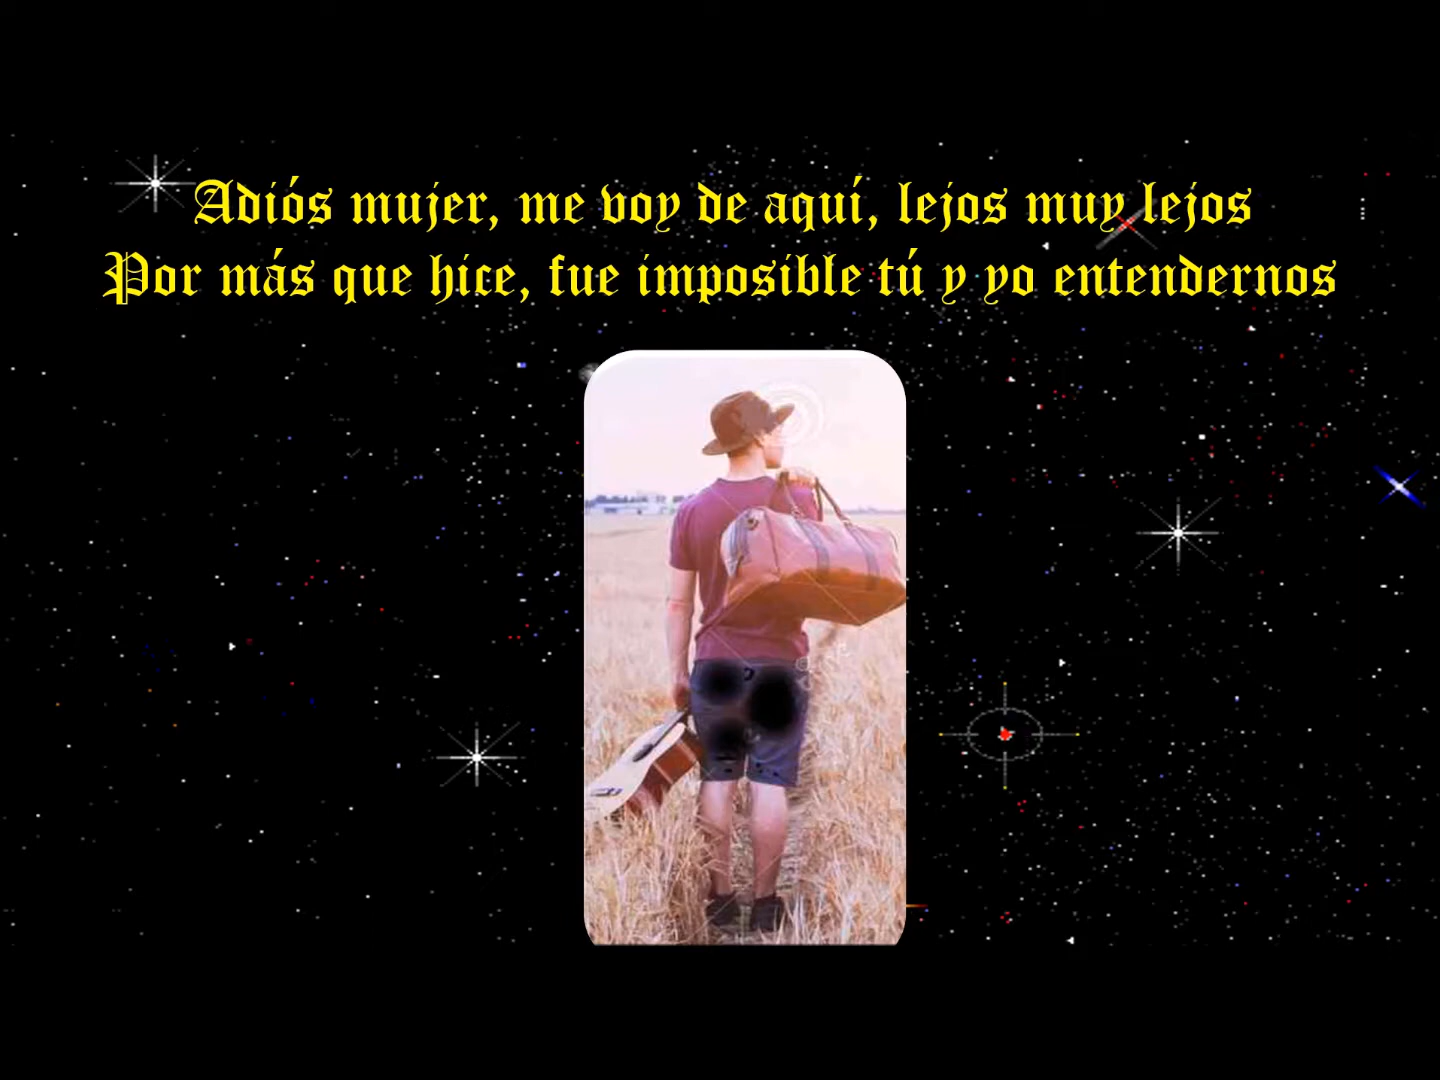 Adiós mujer, me voy de aquí, lejos muy lejos
Por más que hice, fue imposible tú y yo entendernos